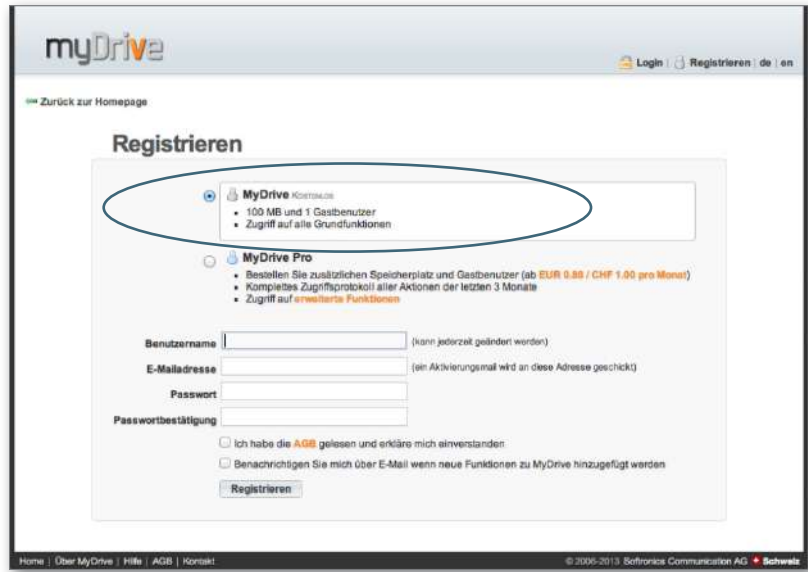 myDrive
Login | Registrieren | de | en
Zurück zur Homepage
Registrieren
MyDrive KOSTENLOS
• 100 MB und 1 Gastbenutzer
• Zugriff auf alle Grundfunktionen
MyDrive Pro
• Bestellen Sie zusätzlichen Speicherplatz und Gastbenutzer (ab EUR 0.80 / CHF 1.00 pro Monat)
• Komplettes Zugriffsprotokoll aller Aktionen der letzten 3 Monate
• Zugriff auf erweiterte Funktionen
Benutzername (kann jederzeit geändert werden)
E-Mailadresse (ein Aktivierungsmail wird an diese Adresse geschickt)
Passwort
Passwortbestätigung
Ich habe die AGB gelesen und erkläre mich einverstanden
Benachrichtigen Sie mich über E-Mail wenn neue Funktionen zu MyDrive hinzugefügt werden
Registrieren
Home | Über MyDrive | Hilfe | AGB | Kontakt © 2006-2013 Softronics Communication AG Schweiz